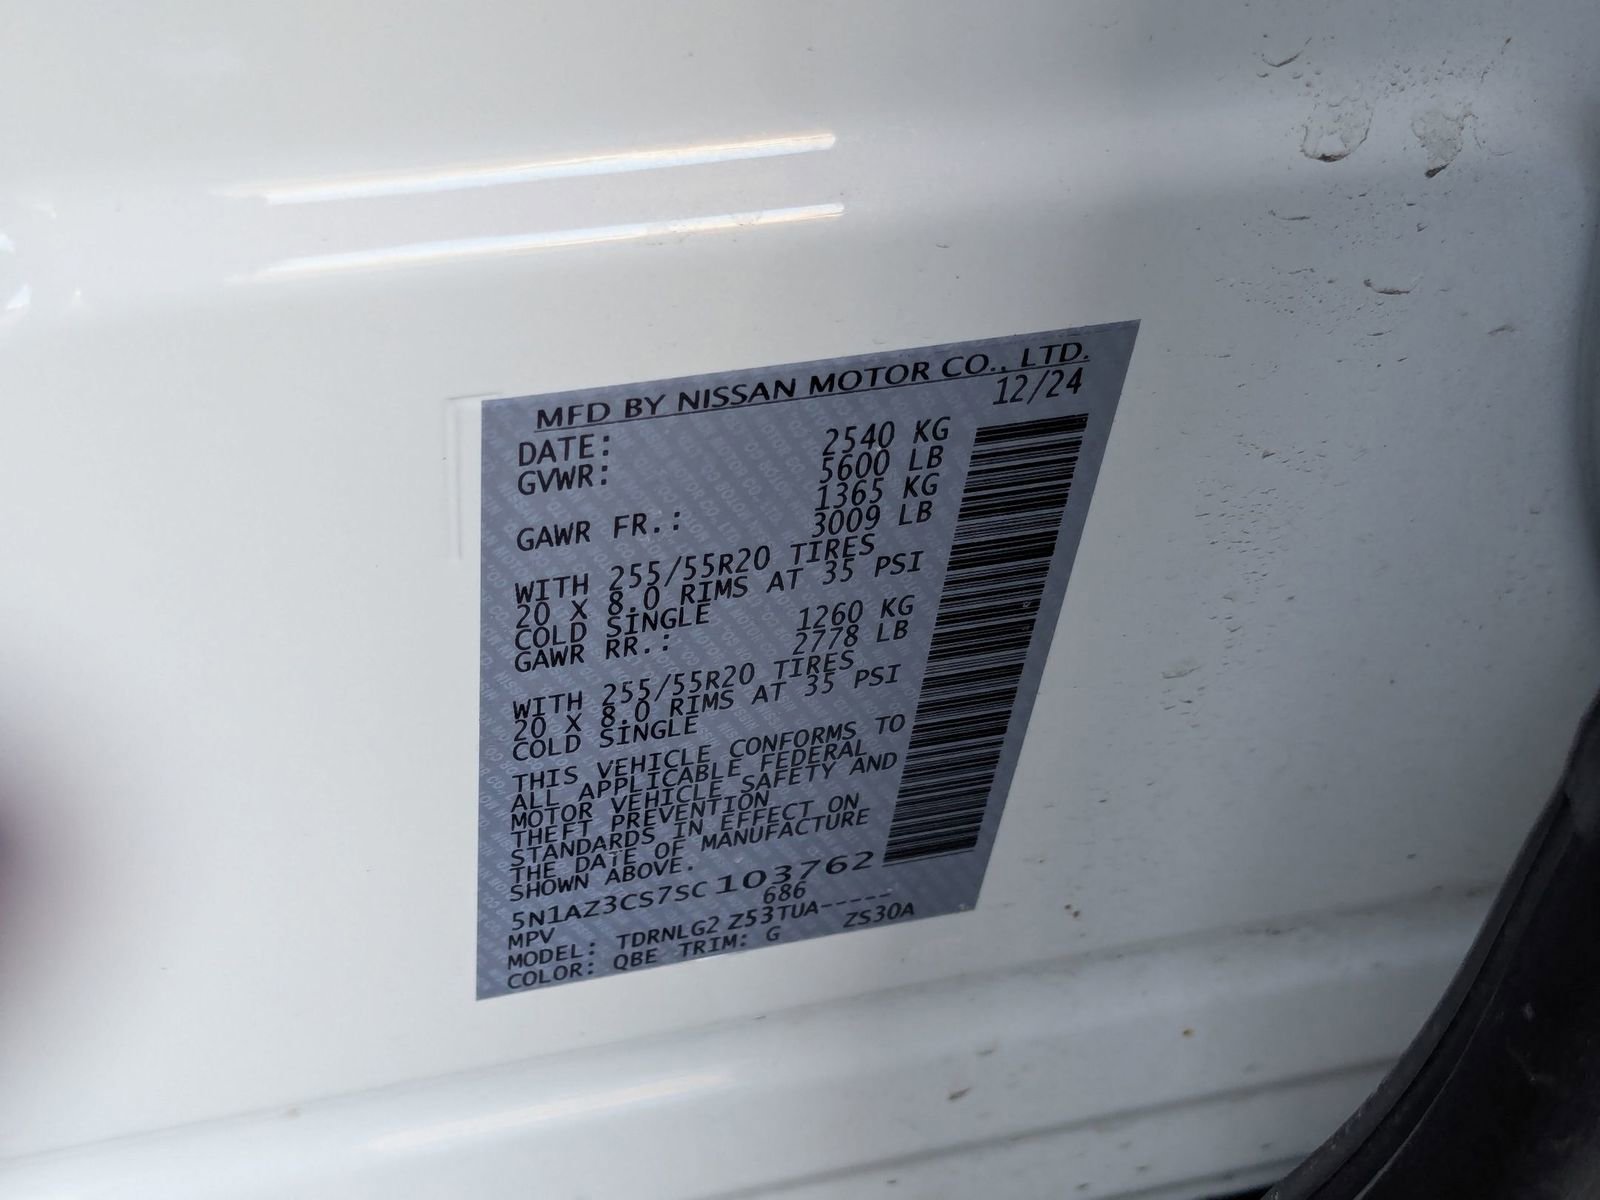 MFD BY NISSAN MOTOR CO., LTD.
DATE: 12/24
GVWR: 2540 KG
5600 LB
GAWR FR.: 1365 KG
3009 LB
WITH 255/55R20 TIRES
20 X 8.0 RIMS AT 35 PSI
COLD SINGLE
GAWR RR.: 1260 KG
2778 LB
WITH 255/55R20 TIRES
20 X 8.0 RIMS AT 35 PSI
COLD SINGLE
THIS VEHICLE CONFORMS TO
ALL APPLICABLE FEDERAL
MOTOR VEHICLE SAFETY AND
THEFT PREVENTION
STANDARDS IN EFFECT ON
THE DATE OF MANUFACTURE
SHOWN ABOVE.
5N1AZ3CS7SC103762
MPV 686
MODEL: TDRNLG2 Z53TUA-----
COLOR: QBE TRIM: G ZS30A